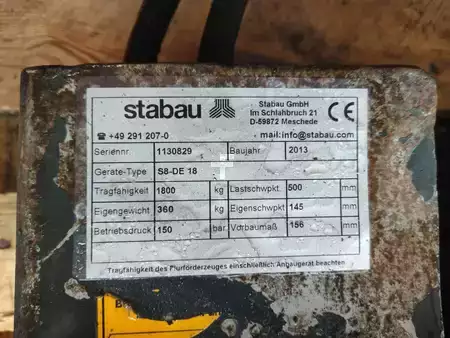 stabau
Stabau GmbH
Im Schlahbruch 21
D-59872 Meschede
CE
☎ +49 291 207-0
mail:info@stabau.com
Seriennr 1130829 Baujahr 2013
Geräte-Type S8-DE 18
Tragfähigkeit 1800 kg Lastschwpkt 500 mm
Eigengewicht 360 kg Eigenschwpkt 145 mm
Betriebsdruck 150 bar Vorbaumaß 156 mm
Tragfähigkeit des Flurförderzeuges einschließlich Anbaugerät beachten